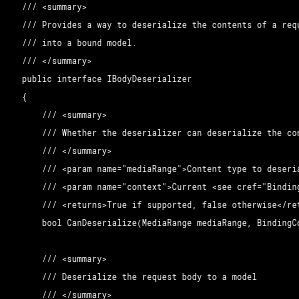 /// <summary>
/// Provides a way to deserialize the contents of a requ
/// into a bound model.
/// </summary>
public interface IBodyDeserializer
{
/// <summary>
/// Whether the deserializer can deserialize the con
/// </summary>
/// <param name="mediaRange">Content type to deseria
/// <param name="context">Current <see cref="Binding
/// <returns>True if supported, false otherwise</ret
bool CanDeserialize(MediaRange mediaRange, BindingCo
/// <summary>
/// Deserialize the request body to a model
/// </summary>